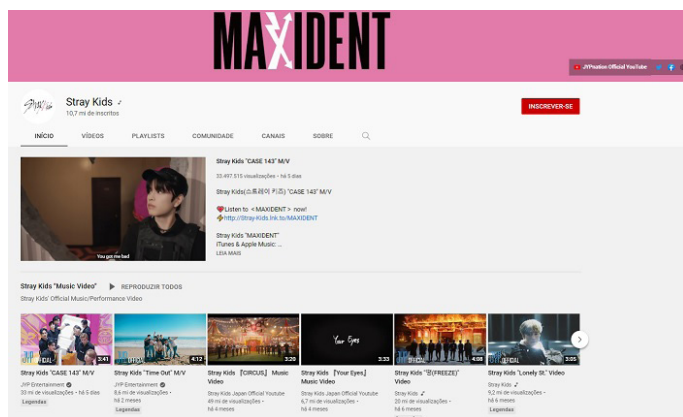 MAXIDENT
JYPnation Official YouTube
Stray Kids
Stray Kids ♪
10,7 mi de inscritos
INSCREVER-SE
INÍCIO VÍDEOS PLAYLISTS COMUNIDADE CANAIS SOBRE
You got me bad
Stray Kids "CASE 143" M/V
33.497.515 visualizações • há 5 dias
Stray Kids(스트레이 키즈) "CASE 143" M/V
❤Listen to <MAXIDENT> now!
http://Stray-Kids.lnk.to/MAXIDENT
Stray Kids "MAXIDENT"
iTunes & Apple Music: ...
LEIA MAIS
Stray Kids "Music Video" ▶ REPRODUZIR TODOS
Stray Kids' Official Music/Performance Video
3:41
Stray Kids "CASE 143" M/V
JYP Entertainment
33 mi de visualizações • há 5 dias
Legendas
4:12
Stray Kids "Time Out" M/V
JYP Entertainment
8,6 mi de visualizações •
há 2 meses
Legendas
3:20
Stray Kids『CIRCUS』Music
Video
Stray Kids Japan Official Youtube
49 mi de visualizações •
há 4 meses
Your Eyes
3:33
Stray Kids『Your Eyes』
Music Video
Stray Kids Japan Official Youtube
6,7 mi de visualizações •
há 4 meses
4:08
Stray Kids "땡(FREEZE)"
Video
Stray Kids ♪
20 mi de visualizações •
há 6 meses
Legendas
3:05
Stray Kids "Lonely St." Video
Stray Kids ♪
9,2 mi de visualizações •
há 6 meses
Legendas